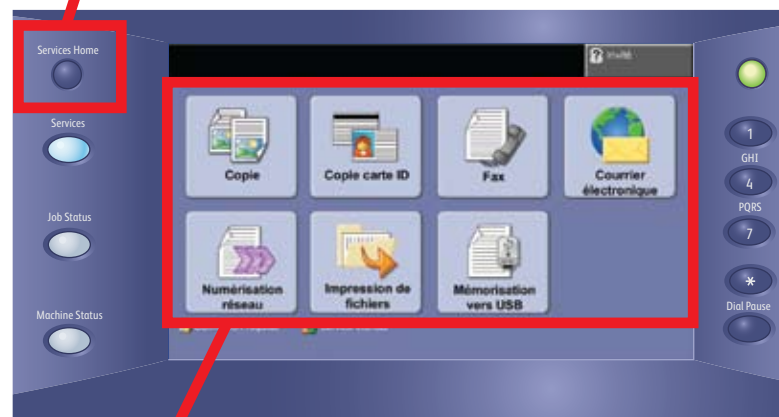 Services Home
Invité
Services
Job Status
Machine Status
Copie
Copie carte ID
Fax
Courrier
électronique
Numérisation
réseau
Impression de
fichiers
Mémorisation
vers USB
1
GHI
4
PQRS
7
*
Dial Pause